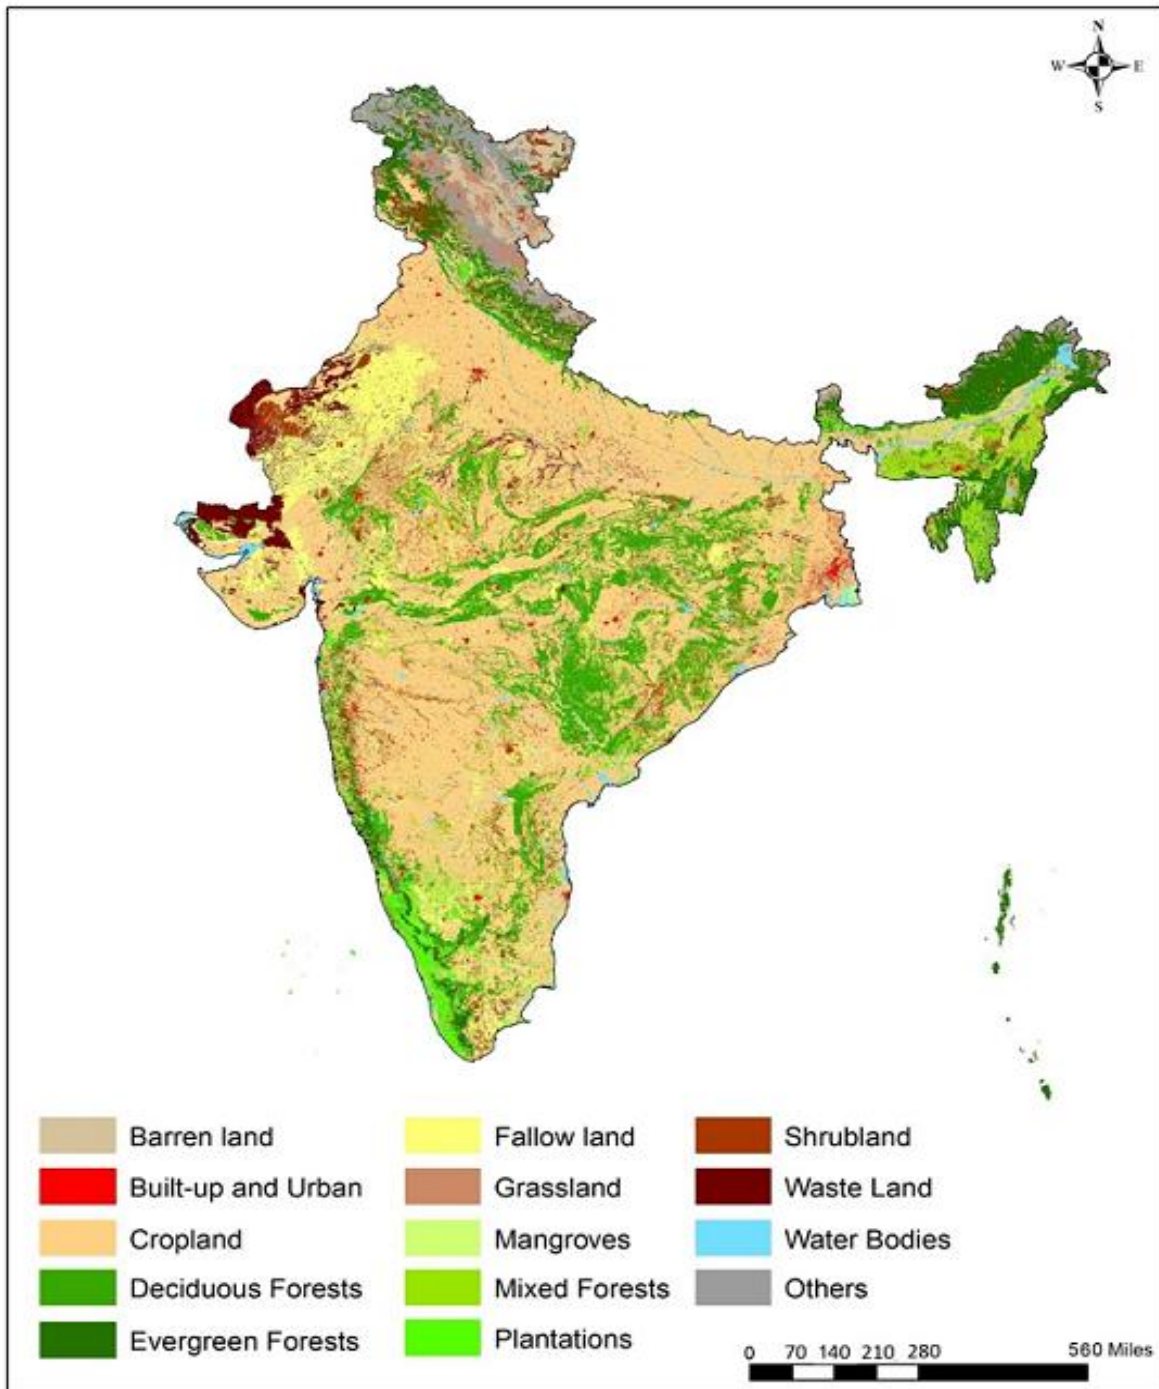 N
W E
S
Barren land
Built-up and Urban
Cropland
Deciduous Forests
Evergreen Forests
Fallow land
Grassland
Mangroves
Mixed Forests
Plantations
Shrubland
Waste Land
Water Bodies
Others
0 70 140 210 280 560 Miles